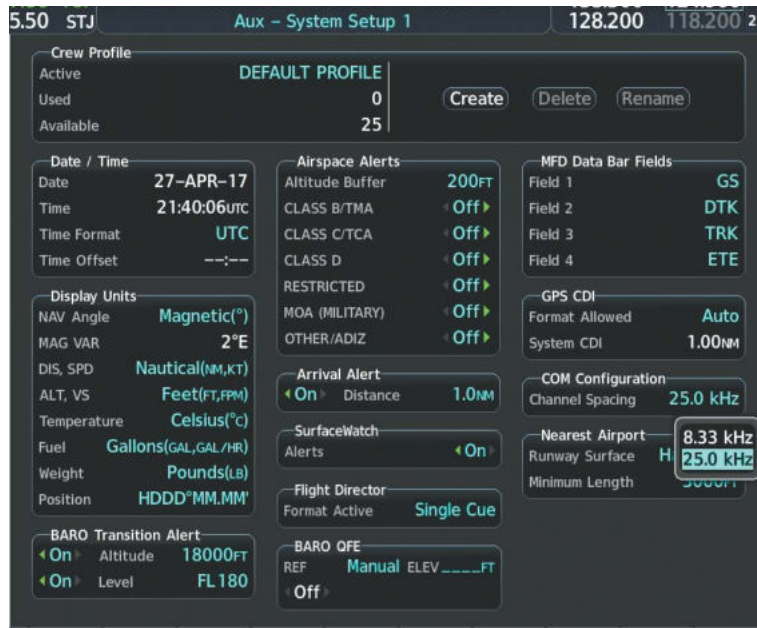 5.50 STJ
Aux – System Setup 1
128.200 118.200 2
Crew Profile
Active DEFAULT PROFILE
Used 0
Available 25
Create Delete Rename
Date / Time
Date 27–APR–17
Time 21:40:06UTC
Time Format UTC
Time Offset --:--
Display Units
NAV Angle Magnetic(°)
MAG VAR 2°E
DIS, SPD Nautical(NM,KT)
ALT, VS Feet(FT,FPM)
Temperature Celsius(°C)
Fuel Gallons(GAL,GAL/HR)
Weight Pounds(LB)
Position HDDD°MM.MM'
BARO Transition Alert
On Altitude 18000FT
On Level FL180
Airspace Alerts
Altitude Buffer 200FT
CLASS B/TMA Off
CLASS C/TCA Off
CLASS D Off
RESTRICTED Off
MOA (MILITARY) Off
OTHER/ADIZ Off
Arrival Alert
On Distance 1.0NM
SurfaceWatch
Alerts On
Flight Director
Format Active Single Cue
BARO QFE
REF Manual ELEV____FT
Off
MFD Data Bar Fields
Field 1 GS
Field 2 DTK
Field 3 TRK
Field 4 ETE
GPS CDI
Format Allowed Auto
System CDI 1.00NM
COM Configuration
Channel Spacing 25.0 kHz
8.33 kHz
25.0 kHz
Nearest Airport
Runway Surface H
Minimum Length